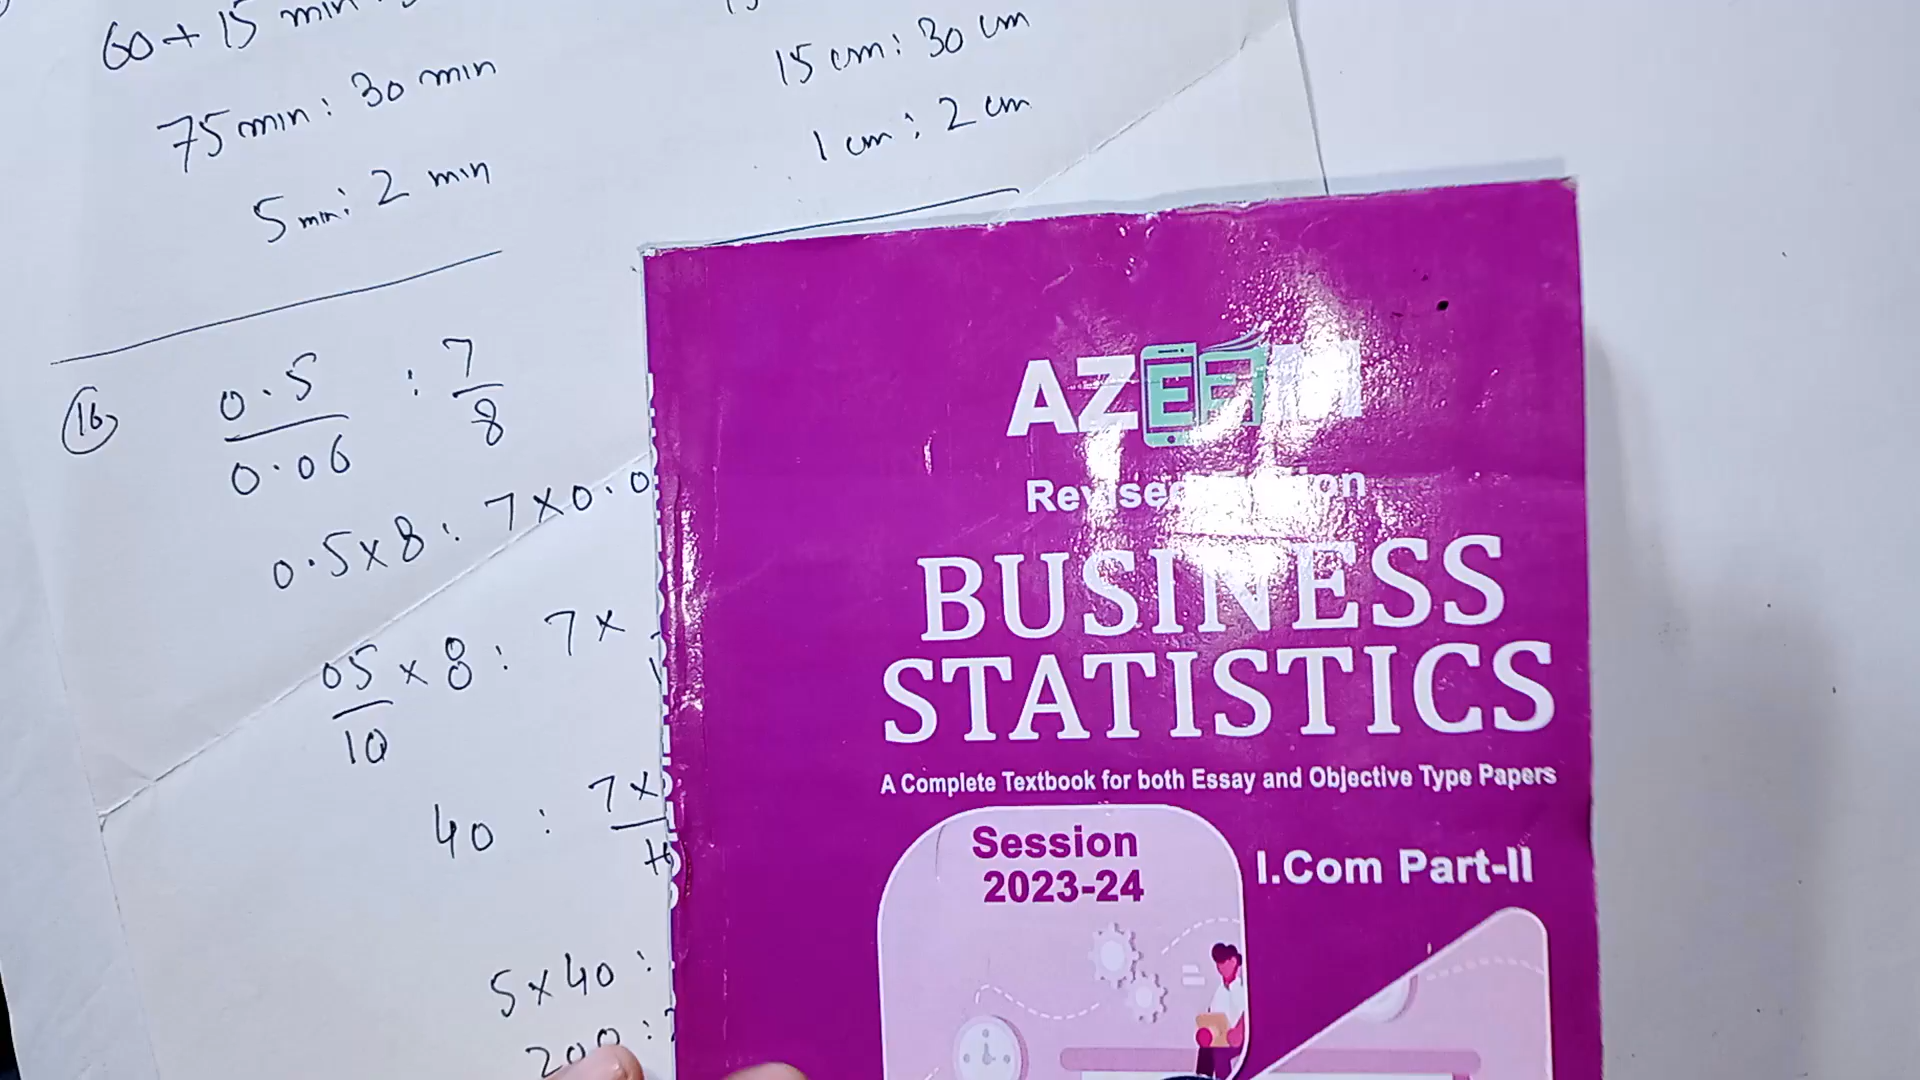 60 + 15 min
75 min : 30 min
5 min : 2 min
15 cm : 30 cm
1 cm : 2 cm
16
0.5 : 7
0.06 8
0.5 x 8 : 7 x 0.0
05 x 8 : 7 x
10
40 : 7 x
5 x 40 :
200 :
BUSINESS
STATISTICS
A Complete Textbook for both Essay and Objective Type Papers
Session
2023-24
I.Com Part-II